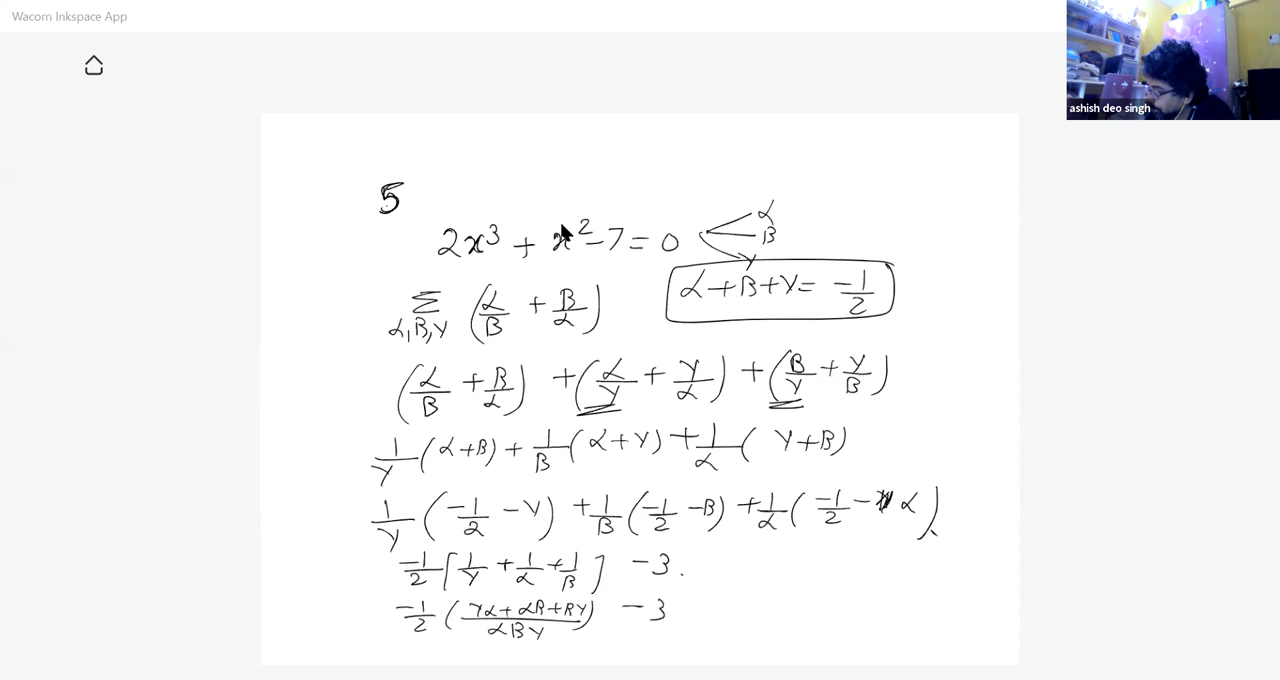 Wacom Inkspace App
ashish deo singh
5
2x³ + x² - 7 = 0 < α β γ
α + β + γ = -1/2
Σ α,β,γ (α/β + β/α)
(α/β + β/α) + (α/γ + γ/α) + (β/γ + γ/β)
1/γ (α + β) + 1/β (α + γ) + 1/α (γ + β)
1/γ (-1/2 - γ) + 1/β (-1/2 - β) + 1/α (-1/2 - α)
-1/2 [1/γ + 1/α + 1/β] - 3.
-1/2 (γα + αβ + βγ / αβγ) - 3